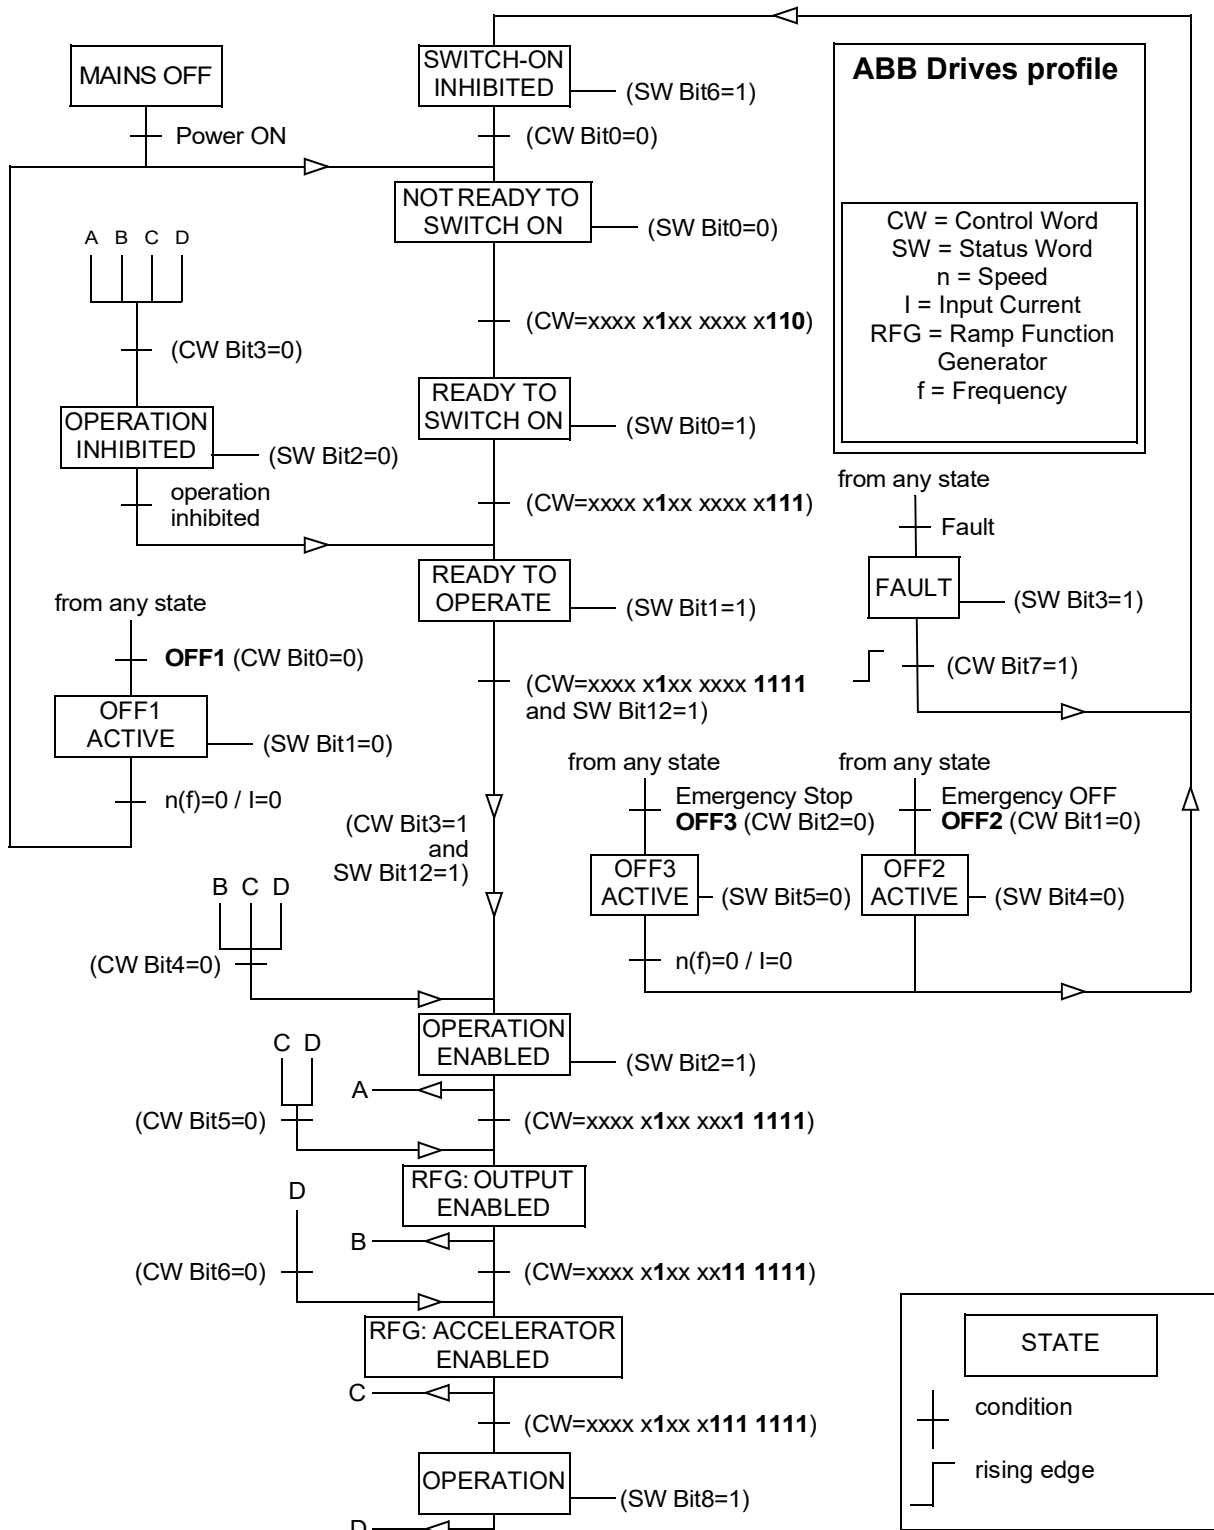 MAINS OFF
Power ON
SWITCH-ON
INHIBITED
(SW Bit6=1)
(CW Bit0=0)
ABB Drives profile
CW = Control Word
SW = Status Word
n = Speed
I = Input Current
RFG = Ramp Function
Generator
f = Frequency
NOT READY TO
SWITCH ON
(SW Bit0=0)
A B C D
(CW Bit3=0)
(CW=xxxx x1xx xxxx x110)
READY TO
SWITCH ON
(SW Bit0=1)
OPERATION
INHIBITED
(SW Bit2=0)
operation
inhibited
(CW=xxxx x1xx xxxx x111)
from any state
Fault
FAULT
(SW Bit3=1)
(CW Bit7=1)
READY TO
OPERATE
(SW Bit1=1)
from any state
OFF1 (CW Bit0=0)
OFF1
ACTIVE
(SW Bit1=0)
n(f)=0 / I=0
(CW=xxxx x1xx xxxx 1111
and SW Bit12=1)
(CW Bit3=1
and
SW Bit12=1)
from any state
Emergency Stop
OFF3 (CW Bit2=0)
OFF3
ACTIVE
(SW Bit5=0)
n(f)=0 / I=0
from any state
Emergency OFF
OFF2 (CW Bit1=0)
OFF2
ACTIVE
(SW Bit4=0)
B C D
(CW Bit4=0)
OPERATION
ENABLED
(SW Bit2=1)
A
C D
(CW Bit5=0)
(CW=xxxx x1xx xxx1 1111)
RFG: OUTPUT
ENABLED
B
D
(CW Bit6=0)
(CW=xxxx x1xx xx11 1111)
RFG: ACCELERATOR
ENABLED
C
(CW=xxxx x1xx x111 1111)
OPERATION
(SW Bit8=1)
D
STATE
condition
rising edge